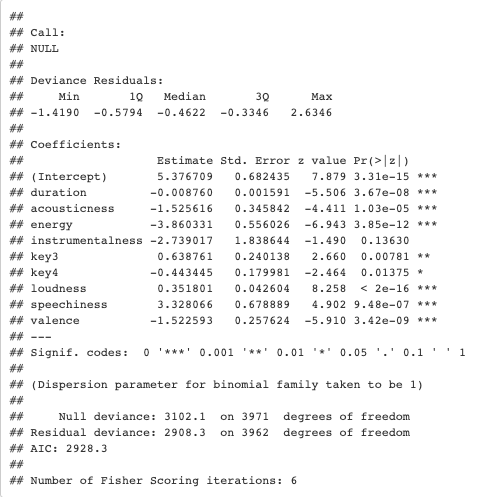 ##
## Call:
## NULL
##
## Deviance Residuals:
##     Min       1Q   Median       3Q      Max
## -1.4190  -0.5794  -0.4622  -0.3346   2.6346
##
## Coefficients:
##                   Estimate Std. Error z value Pr(>|z|)
## (Intercept)       5.376709   0.682435   7.879 3.31e-15 ***
## duration         -0.008760   0.001591  -5.506 3.67e-08 ***
## acousticness     -1.525616   0.345842  -4.411 1.03e-05 ***
## energy           -3.860331   0.556026  -6.943 3.85e-12 ***
## instrumentalness -2.739017   1.838644  -1.490  0.13630
## key3              0.638761   0.240138   2.660  0.00781 **
## key4             -0.443445   0.179981  -2.464  0.01375 *
## loudness          0.351801   0.042604   8.258  < 2e-16 ***
## speechiness       3.328066   0.678889   4.902 9.48e-07 ***
## valence          -1.522593   0.257624  -5.910 3.42e-09 ***
## ---
## Signif. codes:  0 '***' 0.001 '**' 0.01 '*' 0.05 '.' 0.1 ' ' 1
##
## (Dispersion parameter for binomial family taken to be 1)
##
##     Null deviance: 3102.1  on 3971  degrees of freedom
## Residual deviance: 2908.3  on 3962  degrees of freedom
## AIC: 2928.3
##
## Number of Fisher Scoring iterations: 6